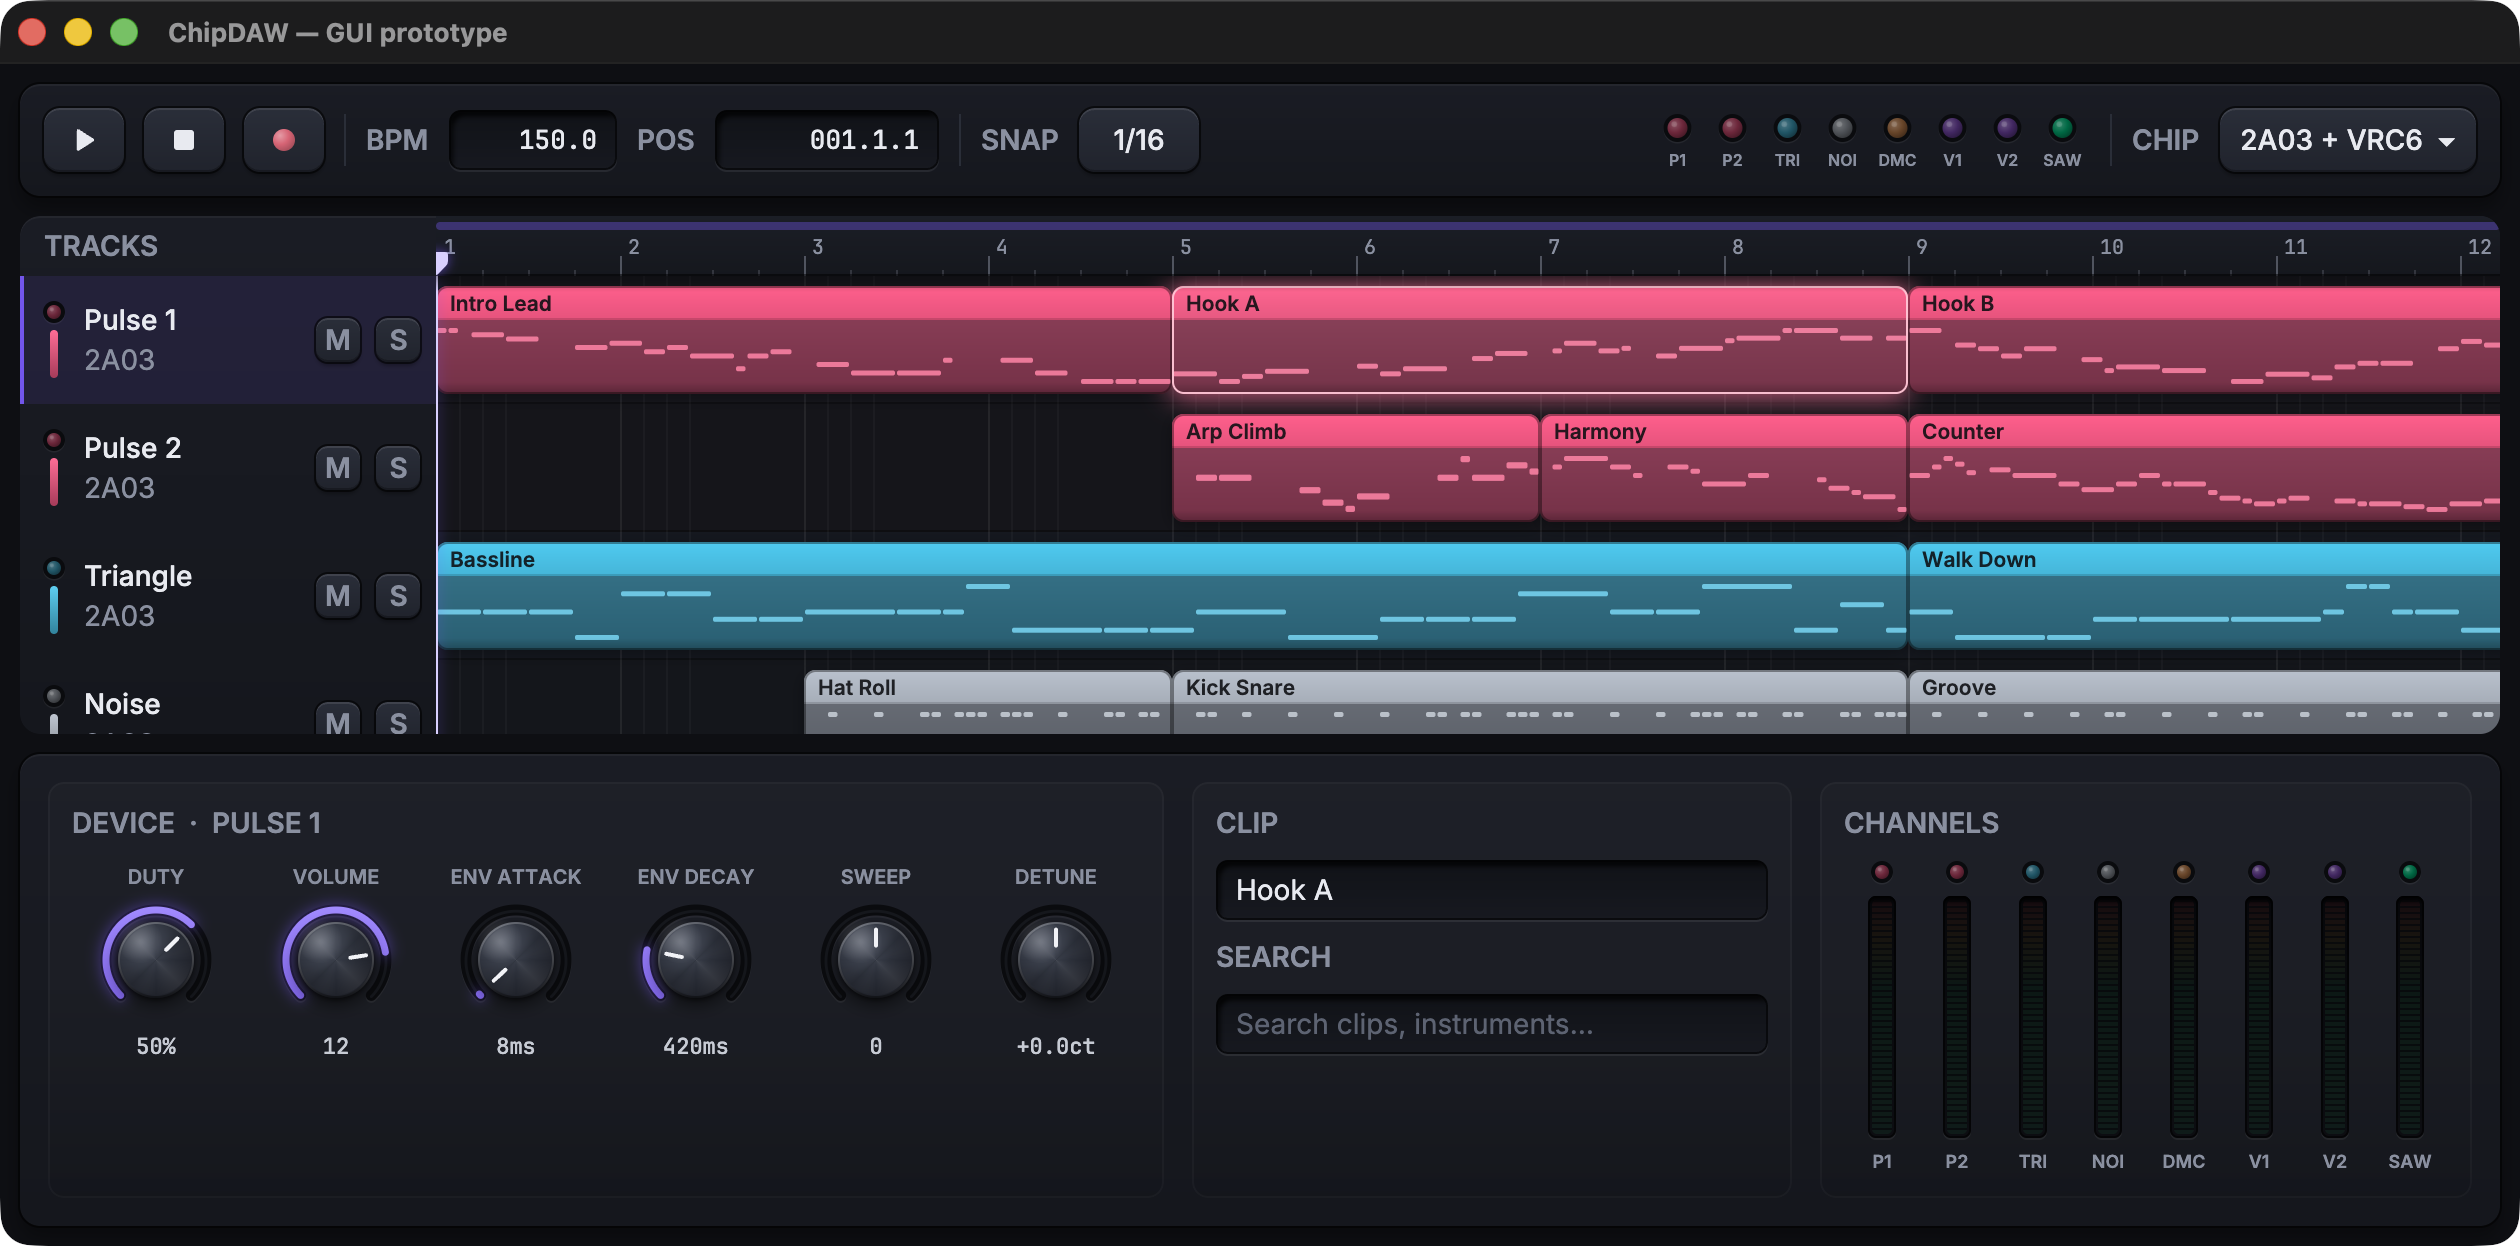 ChipDAW — GUI prototype
BPM 150.0 POS 001.1.1 SNAP 1/16
P1 P2 TRI NOI DMC V1 V2 SAW
CHIP 2A03 + VRC6
TRACKS
1 2 3 4 5 6 7 8 9 10 11 12
Pulse 1
2A03
M S
Intro Lead Hook A Hook B
Pulse 2
2A03
M S
Arp Climb Harmony Counter
Triangle
2A03
M S
Bassline Walk Down
Noise
M S
Hat Roll Kick Snare Groove
DEVICE · PULSE 1
DUTY VOLUME ENV ATTACK ENV DECAY SWEEP DETUNE
50% 12 8ms 420ms 0 +0.0ct
CLIP
Hook A
SEARCH
Search clips, instruments...
CHANNELS
P1 P2 TRI NOI DMC V1 V2 SAW